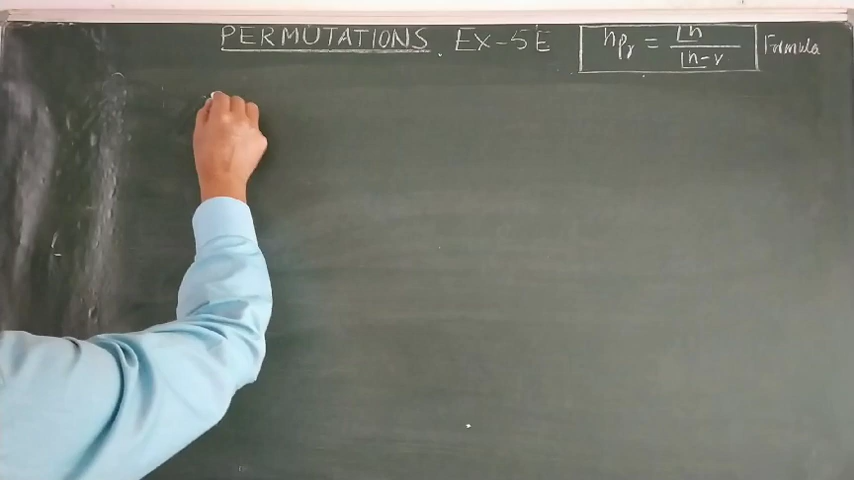 PERMUTATIONS. EX-5E nPr = ⌊n / ⌊n-r Formula